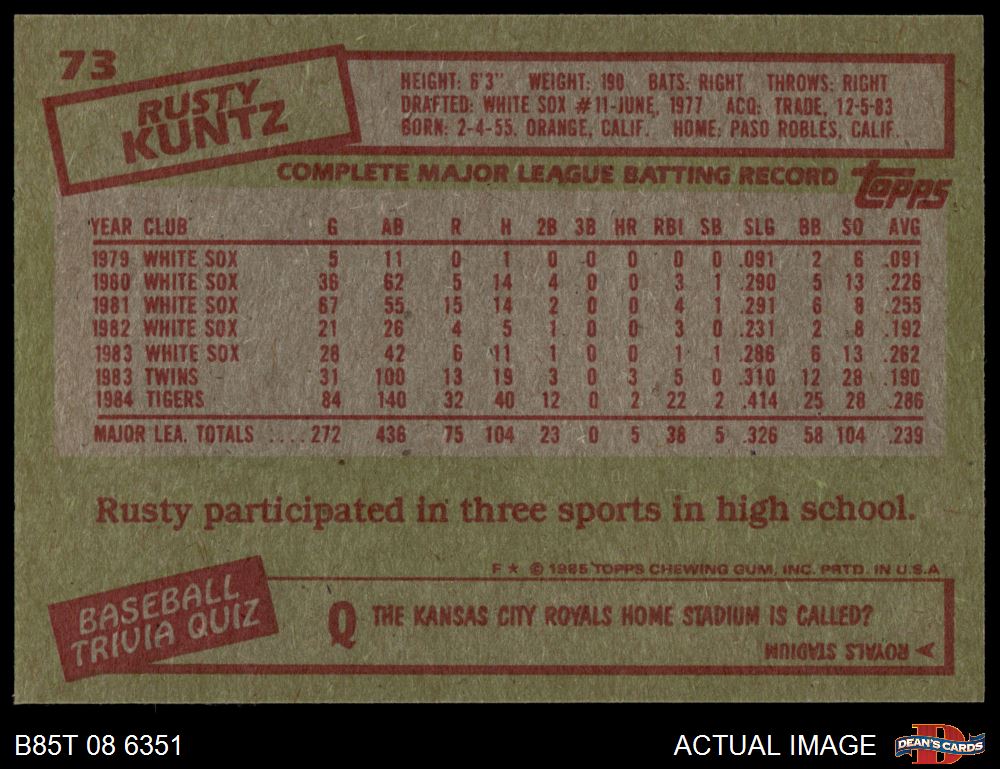 73
RUSTY
KUNTZ
HEIGHT: 6'3" WEIGHT: 190 BATS: RIGHT THROWS: RIGHT
DRAFTED: WHITE SOX #11-JUNE, 1977 ACQ: TRADE, 12-5-83
BORN: 2-4-55, ORANGE, CALIF. HOME: PASO ROBLES, CALIF.
COMPLETE MAJOR LEAGUE BATTING RECORD topps
YEAR CLUB G AB R H 2B 3B HR RBI SB SLG BB SO AVG
1979 WHITE SOX 5 11 0 1 0 0 0 0 0 .091 2 6 .091
1980 WHITE SOX 36 62 5 14 4 0 0 3 1 .290 5 13 .226
1981 WHITE SOX 67 55 15 14 2 0 0 4 1 .291 6 8 .255
1982 WHITE SOX 21 26 4 5 1 0 0 3 0 .231 2 8 .192
1983 WHITE SOX 28 42 6 11 1 0 0 1 1 .286 6 13 .262
1983 TWINS 31 100 13 19 3 0 3 5 0 .310 12 28 .190
1984 TIGERS 84 140 32 40 12 0 2 22 2 .414 25 28 .286
MAJOR LEA. TOTALS ....272 436 75 104 23 0 5 38 5 .326 58 104 .239
Rusty participated in three sports in high school.
F ★ © 1985 TOPPS CHEWING GUM, INC. PRTD. IN U.S.A
BASEBALL
TRIVIA QUIZ
Q THE KANSAS CITY ROYALS HOME STADIUM IS CALLED?
A ROYALS STADIUM
B85T 08 6351
ACTUAL IMAGE
DEAN'S CARDS